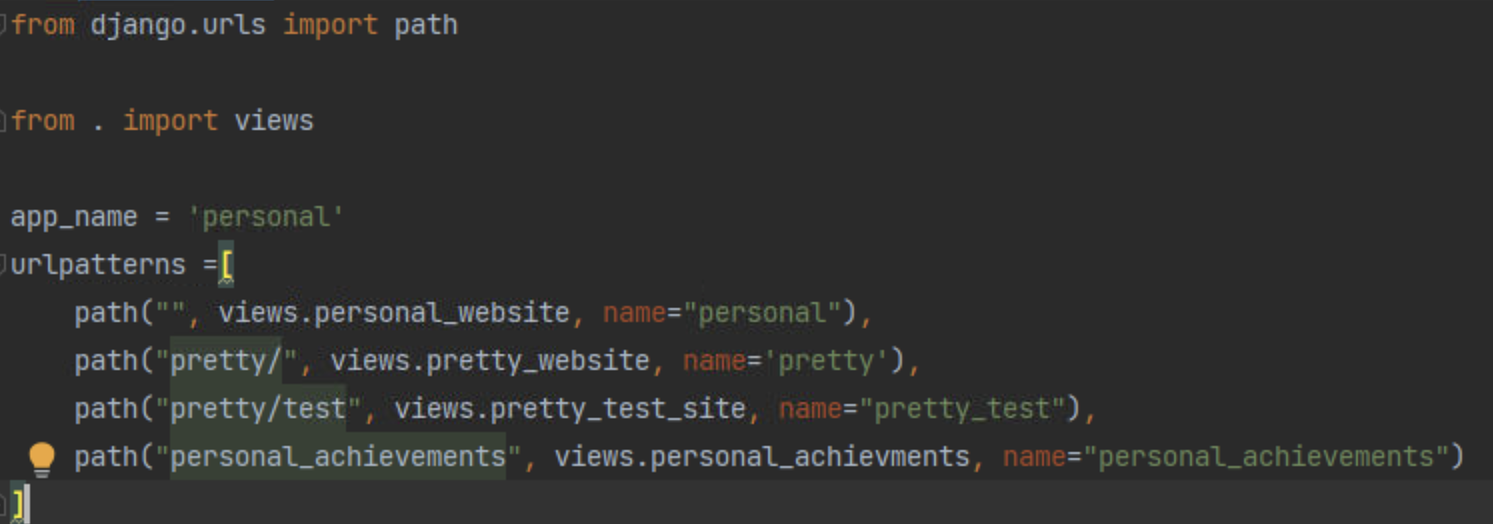 from django.urls import path
from . import views
app_name = 'personal'
urlpatterns =[
path("", views.personal_website, name="personal"),
path("pretty/", views.pretty_website, name='pretty'),
path("pretty/test", views.pretty_test_site, name="pretty_test"),
path("personal_achievements", views.personal_achievments, name="personal_achievements")
]